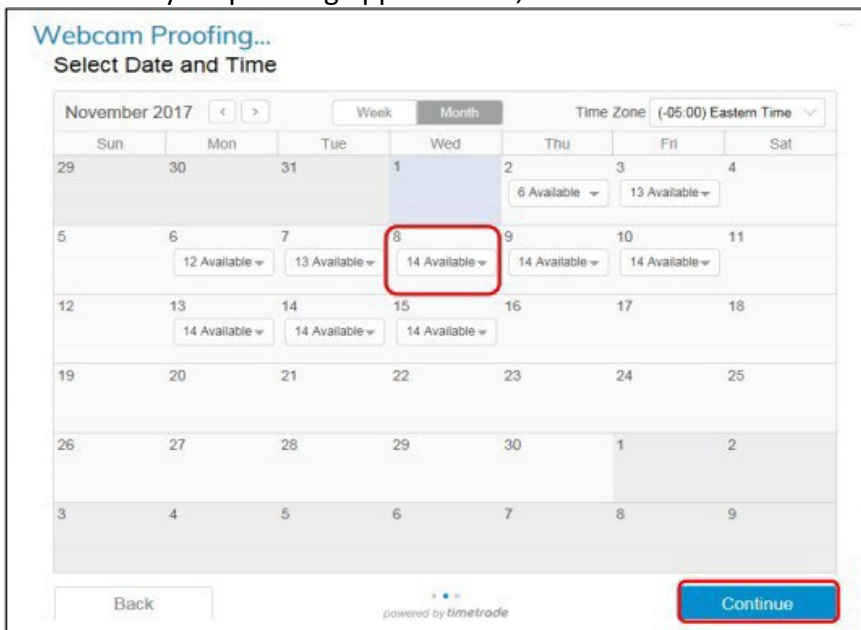 Webcam Proofing...
Select Date and Time
November 2017 < > Week Month Time Zone (-05:00) Eastern Time
Sun Mon Tue Wed Thu Fri Sat
29 30 31 1 2 3 4
6 Available 13 Available
5 6 7 8 9 10 11
12 Available 13 Available 14 Available 14 Available 14 Available
12 13 14 15 16 17 18
14 Available 14 Available 14 Available
19 20 21 22 23 24 25
26 27 28 29 30 1 2
3 4 5 6 7 8 9
Back powered by timetrade Continue